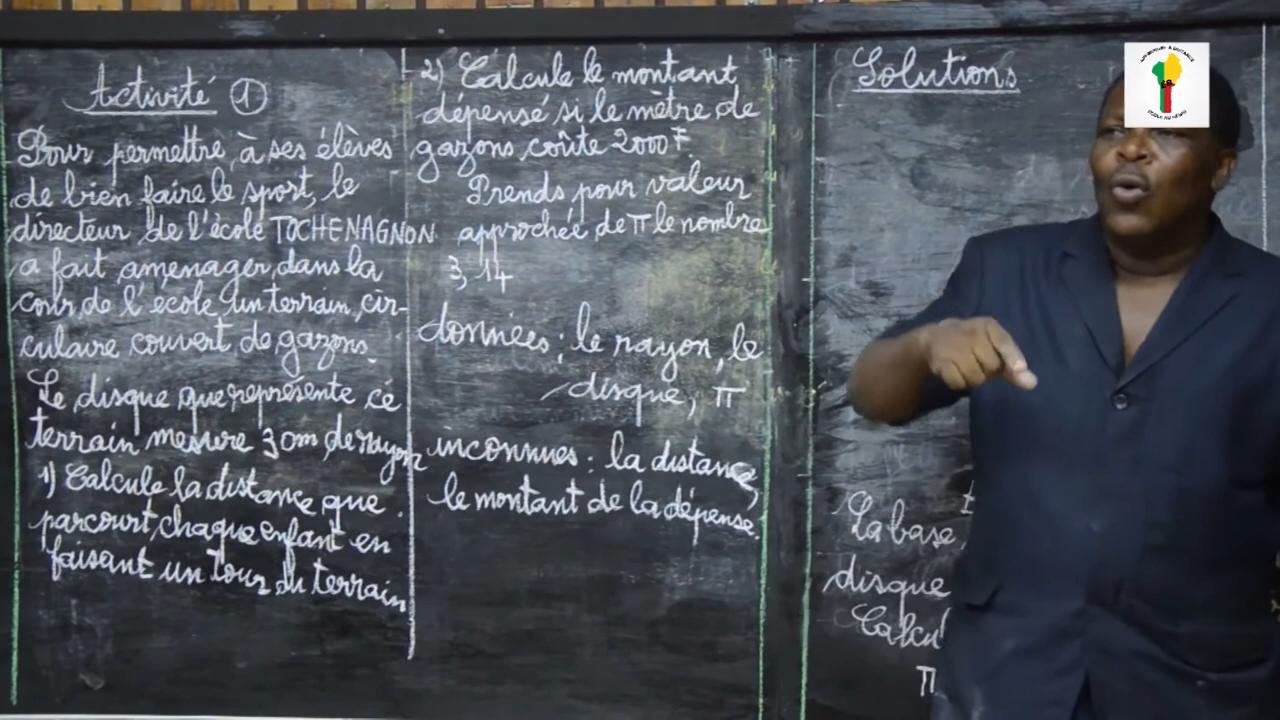 Activité 1
Pour permettre à ses élèves
de bien faire le sport, le
directeur de l'école TOCHENAGNON
a fait aménager dans la
cour de l'école un terrain cir-
culaire couvert de gazons.
Le disque que représente ce
terrain mesure 30m de rayon
1) Calcule la distance que
parcourt chaque enfant en
faisant un tour du terrain
2) Calcule le montant
dépensé si le mètre de
gazons coûte 2000 F
Prends pour valeur
approchée de π le nombre
3,14
données : le rayon, le
disque, π
inconnues : la distance,
le montant de la dépense.
Solutions
La base
disque
Calcul
π